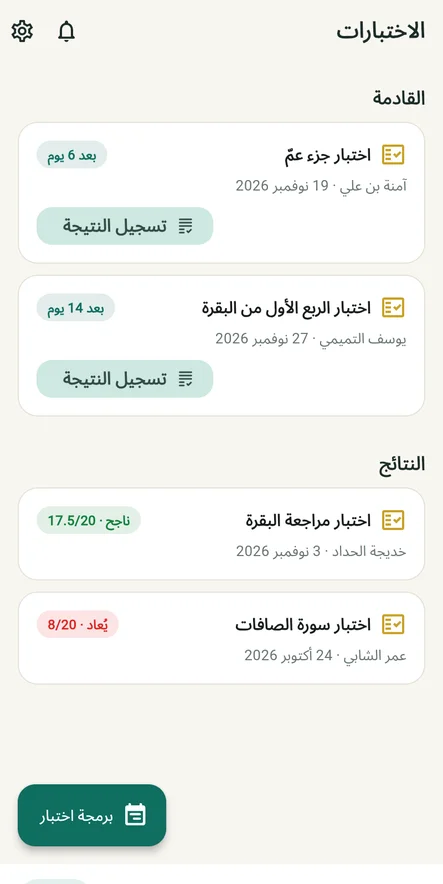 الاختبارات
القادمة
اختبار جزء عمّ
بعد 6 يوم
آمنة بن علي · 19 نوفمبر 2026
تسجيل النتيجة
اختبار الربع الأول من البقرة
بعد 14 يوم
يوسف التميمي · 27 نوفمبر 2026
تسجيل النتيجة
النتائج
اختبار مراجعة البقرة
ناجح · 17.5/20
خديجة الحداد · 3 نوفمبر 2026
اختبار سورة الصافات
يُعاد · 8/20
عمر الشابي · 24 أكتوبر 2026
برمجة اختبار